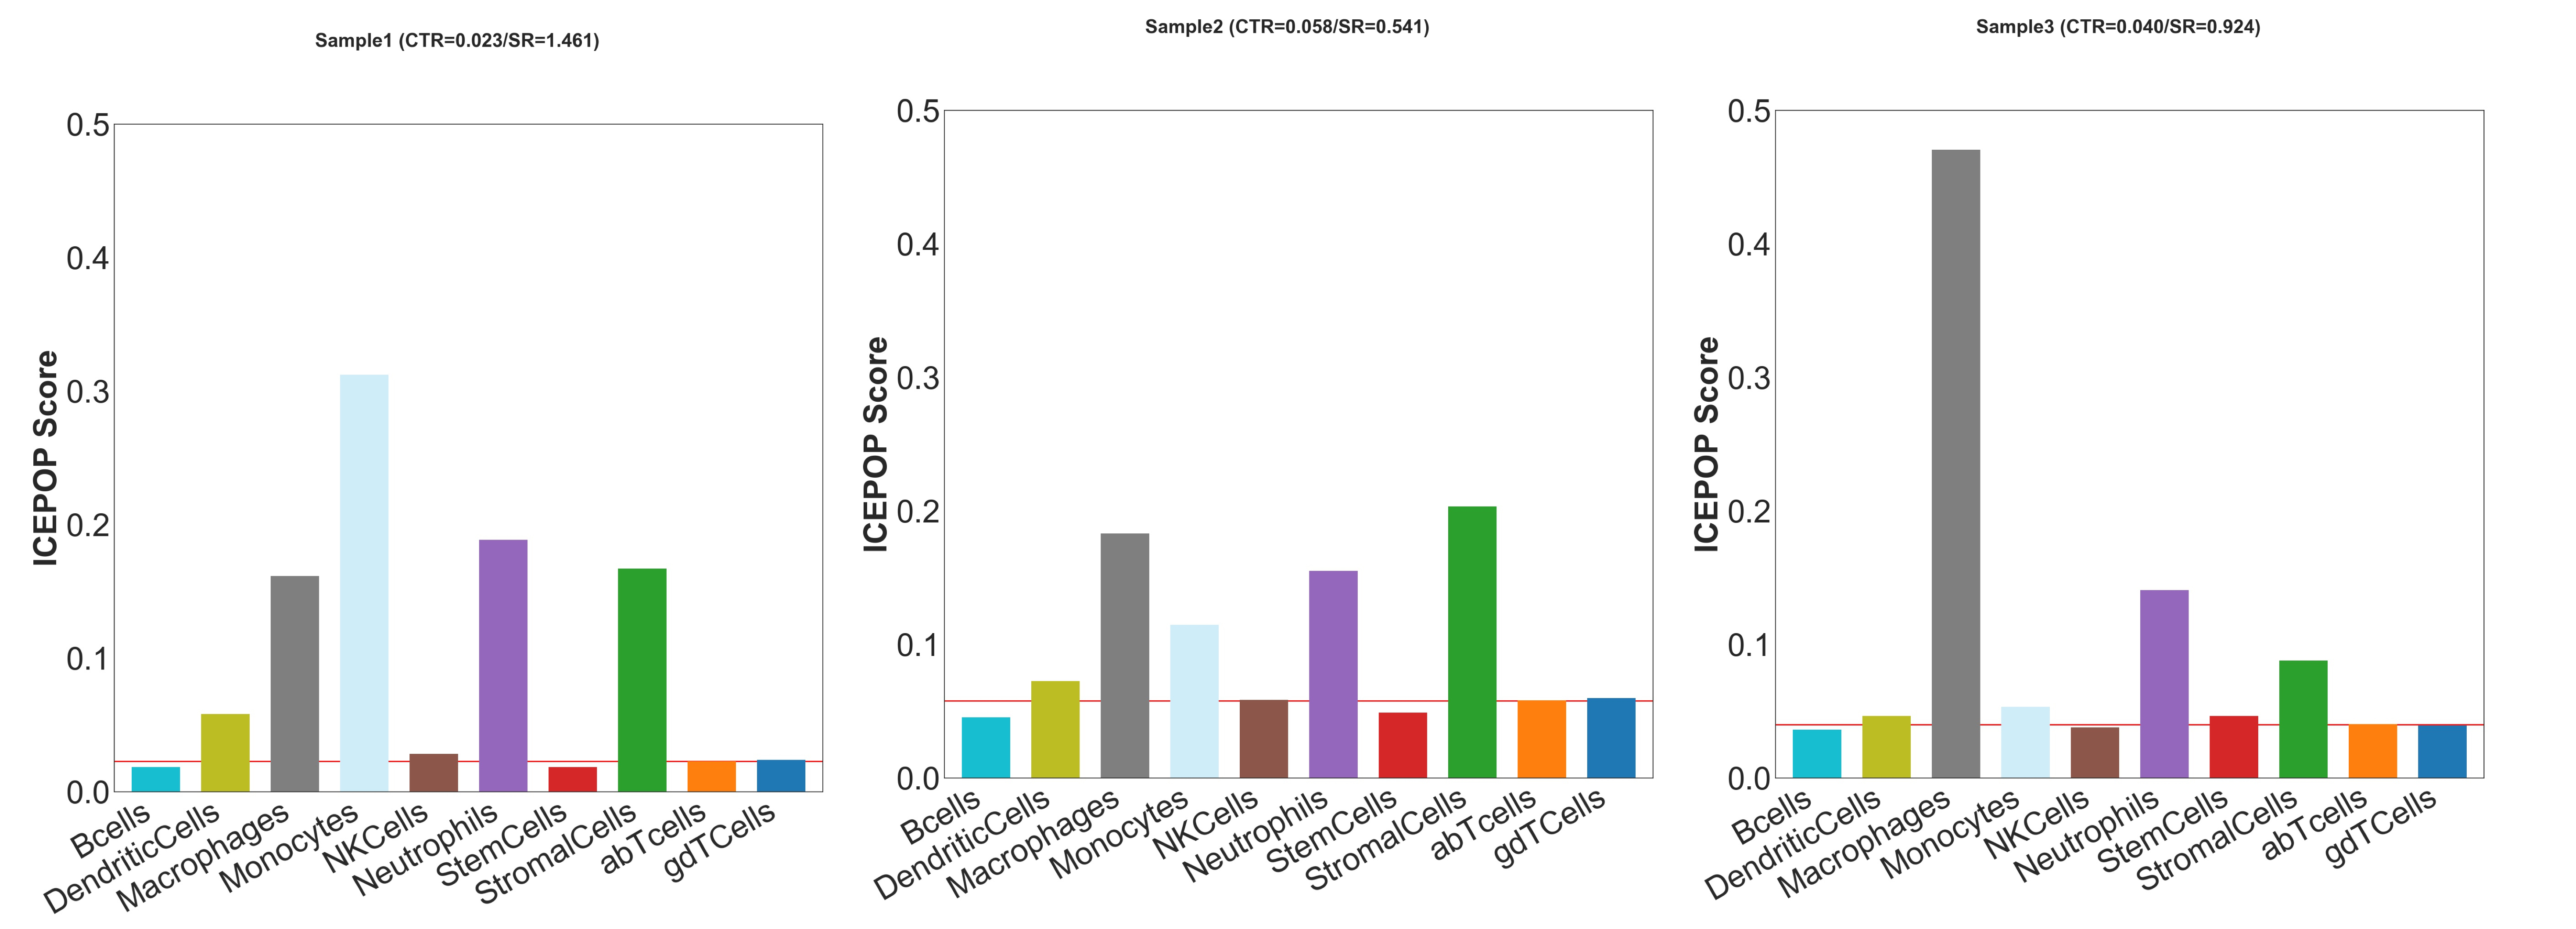 Sample1 (CTR=0.023/SR=1.461)
ICEPOP Score
0.5
0.4
0.3
0.2
0.1
0.0
Bcells
DendriticCells
Macrophages
Monocytes
NKCells
Neutrophils
StemCells
StromalCells
abTcells
gdTCells
Sample2 (CTR=0.058/SR=0.541)
ICEPOP Score
0.5
0.4
0.3
0.2
0.1
0.0
Bcells
DendriticCells
Macrophages
Monocytes
NKCells
Neutrophils
StemCells
StromalCells
abTcells
gdTCells
Sample3 (CTR=0.040/SR=0.924)
ICEPOP Score
0.5
0.4
0.3
0.2
0.1
0.0
Bcells
DendriticCells
Macrophages
Monocytes
NKCells
Neutrophils
StemCells
StromalCells
abTcells
gdTCells